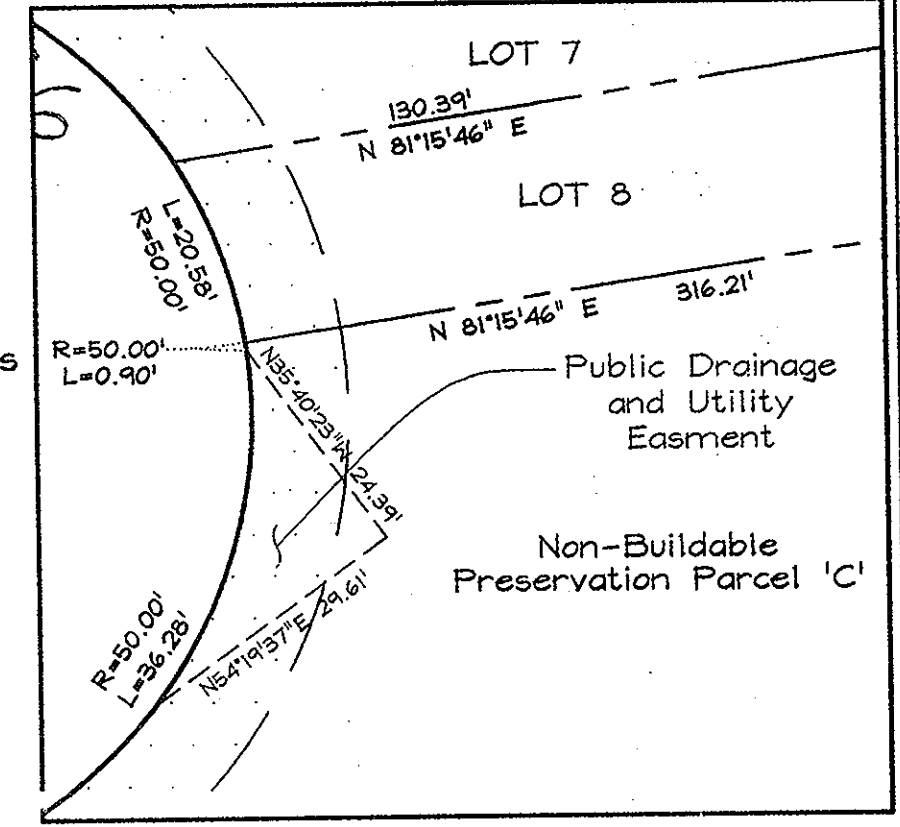 LOT 7
130.39'
N 81°15'46" E
LOT 8
L=20.58'
R=50.00'
N 81°15'46" E 316.21'
S
R=50.00'
L=0.90'
N35°40'23"W 24.39'
Public Drainage
and Utility
Easment
Non-Buildable
Preservation Parcel 'C'
N54°19'37"E 29.61'
R=50.00'
L=36.28'